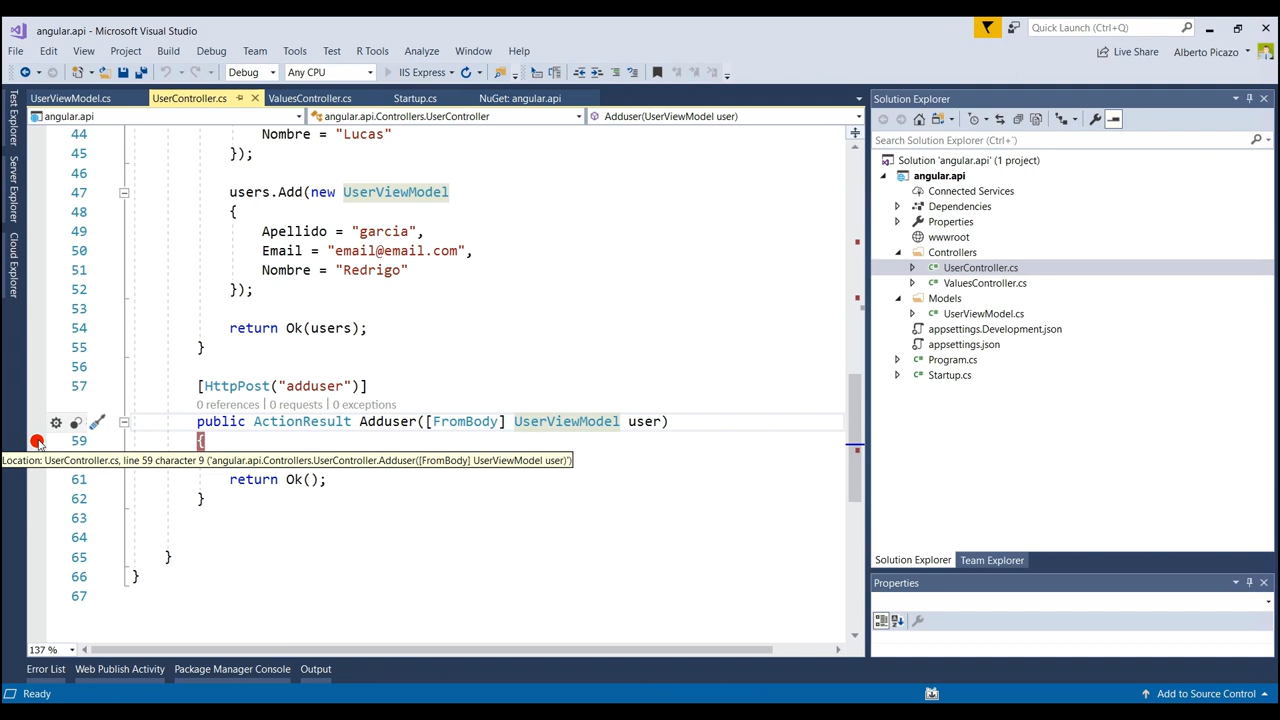 angular.api - Microsoft Visual Studio
Quick Launch (Ctrl+Q)
File Edit View Project Build Debug Team Tools Test R Tools Analyze Window Help
Live Share Alberto Picazo
Debug Any CPU IIS Express
Test Explorer
Server Explorer
Cloud Explorer
UserViewModel.cs UserController.cs ValuesController.cs Startup.cs NuGet: angular.api
angular.api angular.api.Controllers.UserController Adduser(UserViewModel user)
44 Nombre = "Lucas"
45 });
46
47 users.Add(new UserViewModel
48 {
49 Apellido = "garcia",
50 Email = "email@email.com",
51 Nombre = "Redrigo"
52 });
53
54 return Ok(users);
55 }
56
57 [HttpPost("adduser")]
0 references | 0 requests | 0 exceptions
public ActionResult Adduser([FromBody] UserViewModel user)
59 {
Location: UserController.cs, line 59 character 9 ('angular.api.Controllers.UserController.Adduser([FromBody] UserViewModel user)')
61 return Ok();
62 }
63
64
65 }
66 }
67
137 %
Solution Explorer
Search Solution Explorer (Ctrl+´)
Solution 'angular.api' (1 project)
angular.api
Connected Services
Dependencies
Properties
wwwroot
Controllers
C# UserController.cs
C# ValuesController.cs
Models
C# UserViewModel.cs
appsettings.Development.json
appsettings.json
C# Program.cs
C# Startup.cs
Solution Explorer Team Explorer
Properties
Error List Web Publish Activity Package Manager Console Output
Ready
Add to Source Control